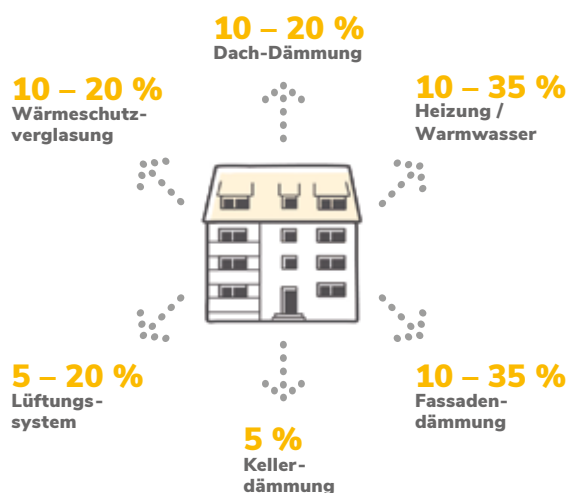 10 – 20 %
Dach-Dämmung
10 – 20 %
Wärmeschutz-
verglasung
10 – 35 %
Heizung /
Warmwasser
5 – 20 %
Lüftungs-
system
5 %
Keller-
dämmung
10 – 35 %
Fassaden-
dämmung